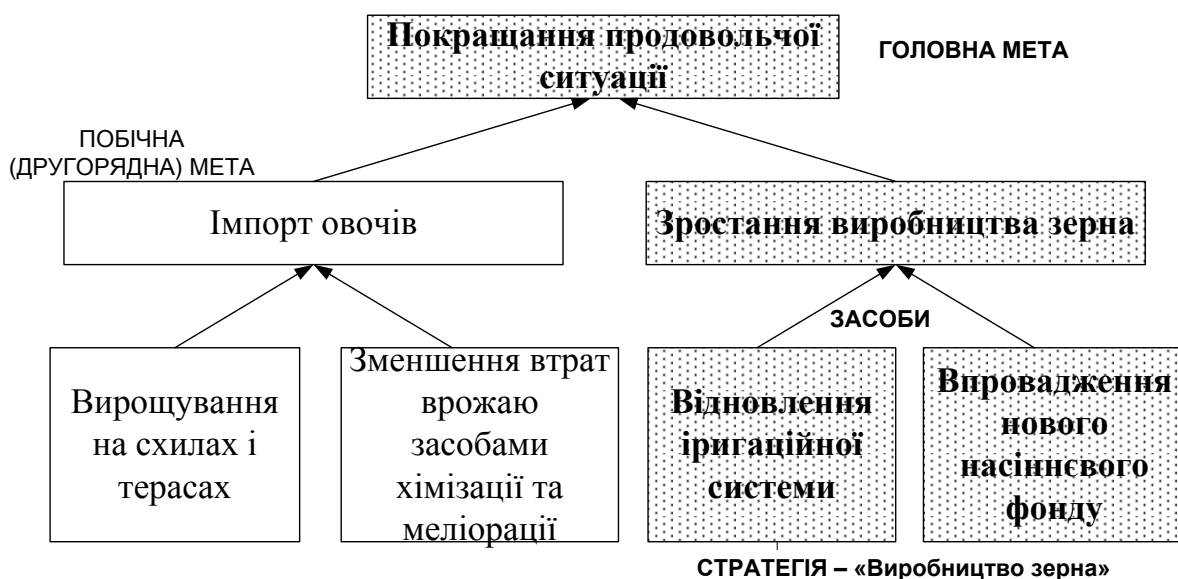 Покращання продовольчої
ситуації
ГОЛОВНА МЕТА
ПОБІЧНА
(ДРУГОРЯДНА) МЕТА
Імпорт овочів
Зростання виробництва зерна
ЗАСОБИ
Вирощування
на схилах і
терасах
Зменшення втрат
врожаю
засобами
хімізації та
меліорації
Відновлення
іригаційної
системи
Впровадження
нового
насіннєвого
фонду
СТРАТЕГІЯ – «Виробництво зерна»